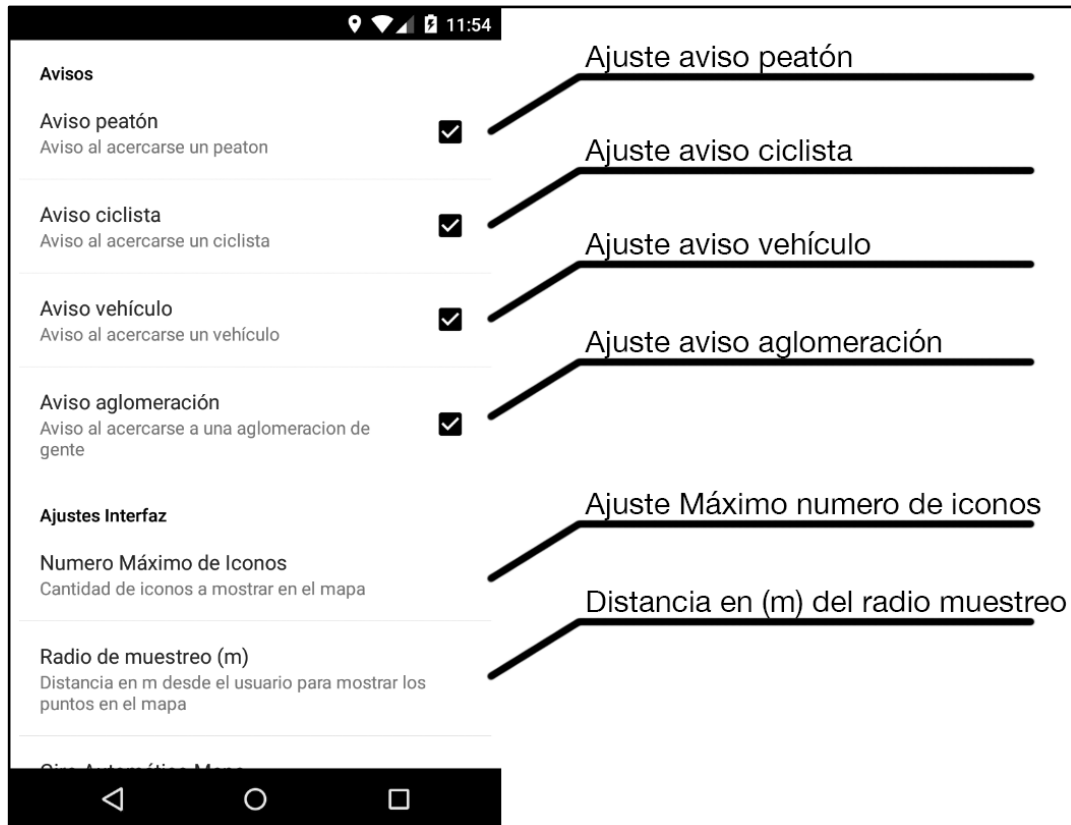 11:54
Avisos
Aviso peatón
Aviso al acercarse un peaton
Aviso ciclista
Aviso al acercarse un ciclista
Aviso vehículo
Aviso al acercarse un vehículo
Aviso aglomeración
Aviso al acercarse a una aglomeracion de
gente
Ajustes Interfaz
Numero Máximo de Iconos
Cantidad de iconos a mostrar en el mapa
Radio de muestreo (m)
Distancia en m desde el usuario para mostrar los
puntos en el mapa
Giro Automático Mapa
Ajuste aviso peatón
Ajuste aviso ciclista
Ajuste aviso vehículo
Ajuste aviso aglomeración
Ajuste Máximo numero de iconos
Distancia en (m) del radio muestreo